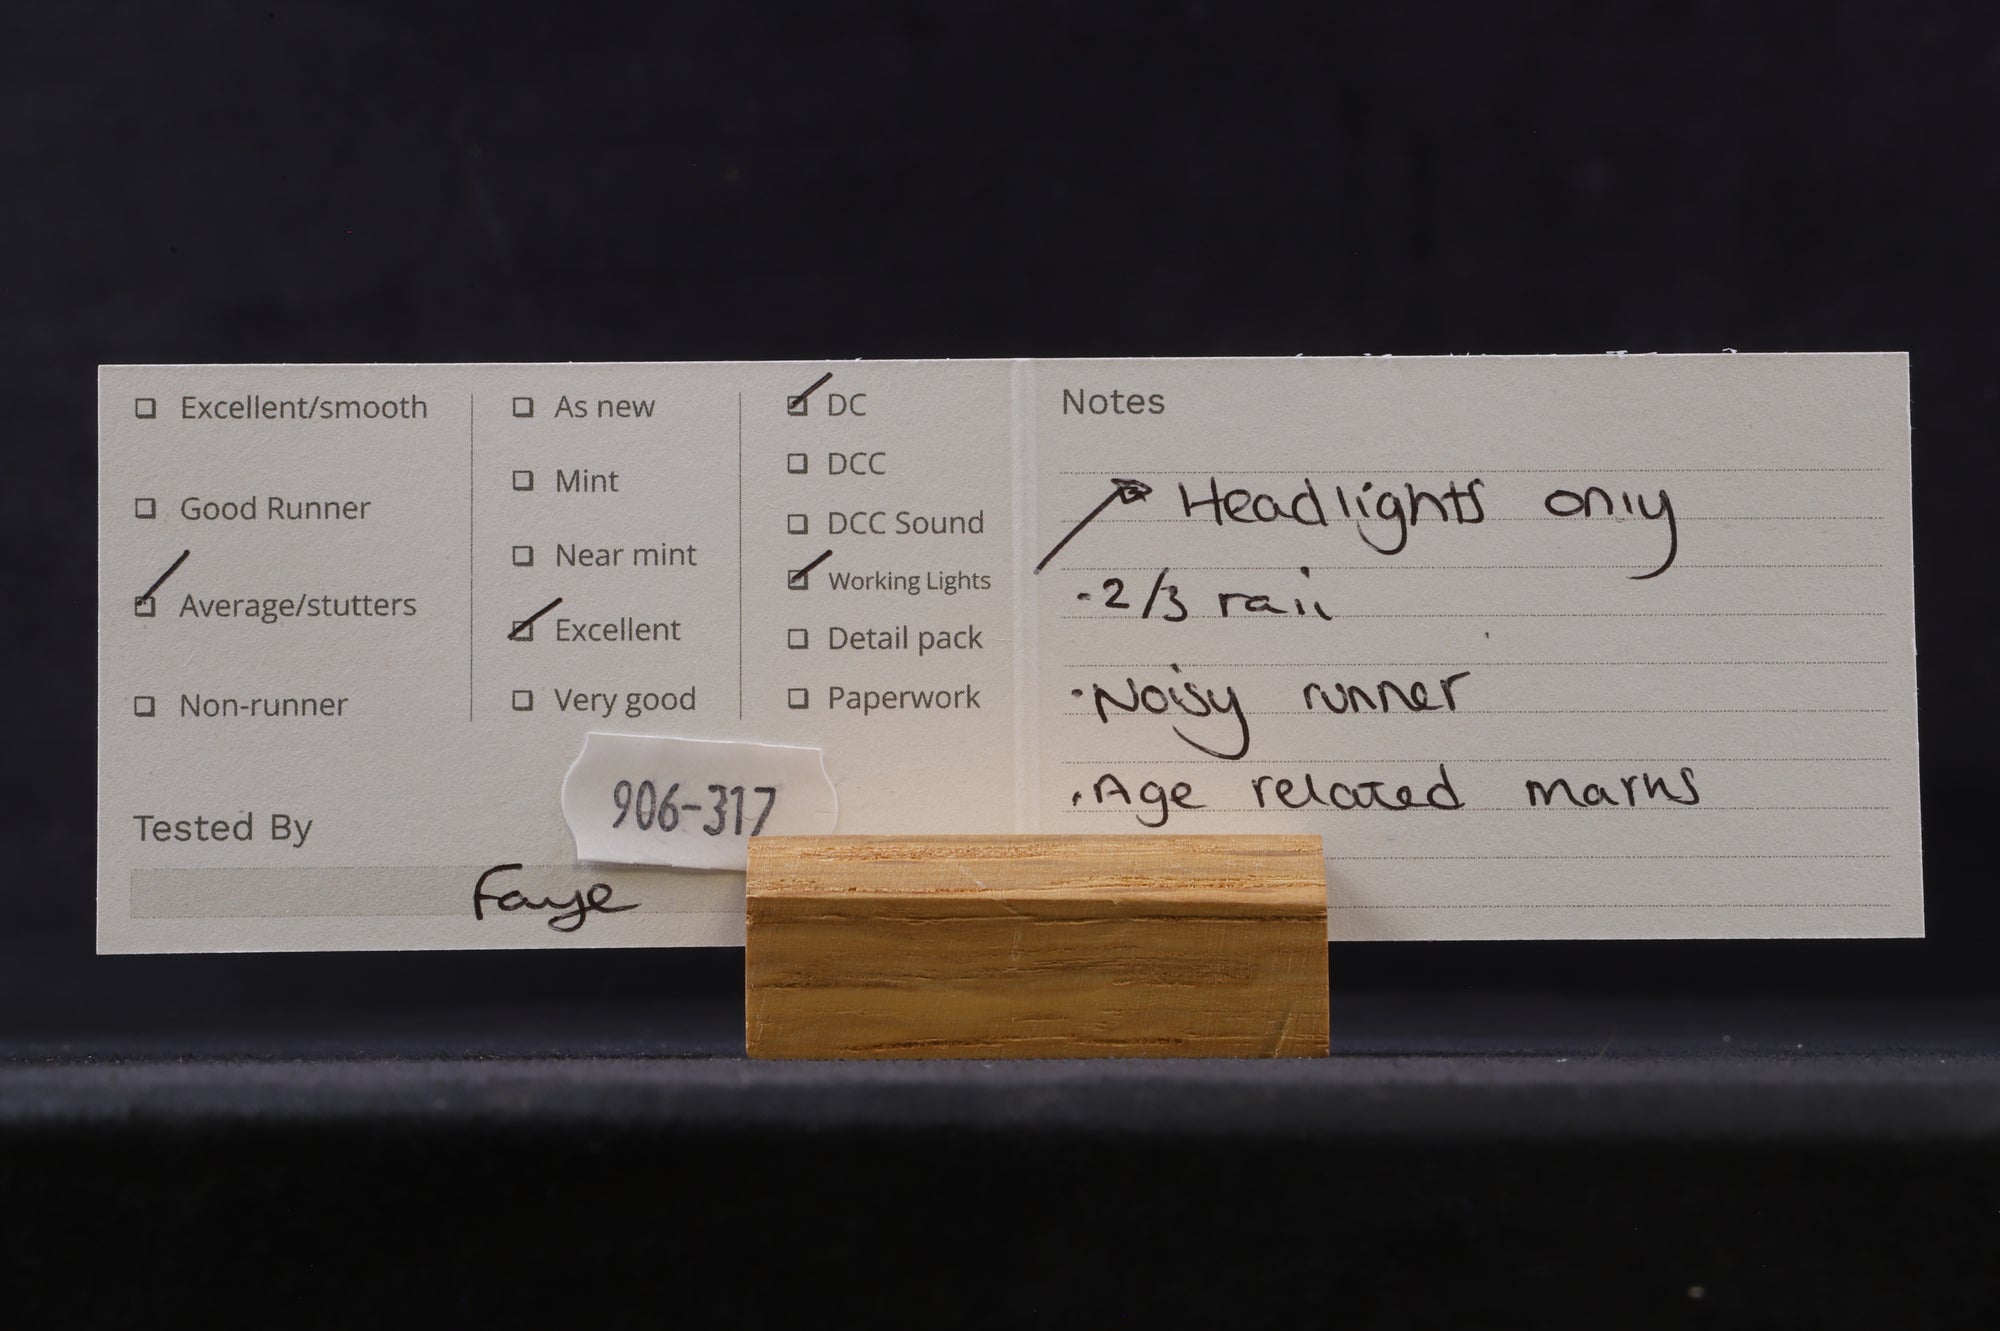 Excellent/smooth
Good Runner
Average/stutters
Non-runner
As new
Mint
Near mint
Excellent
Very good
DC
DCC
DCC Sound
Working Lights
Detail pack
Paperwork
Tested By
Faye
906-317
Notes
Headlights only
·2/3 rail
·Noisy runner
·Age related marks